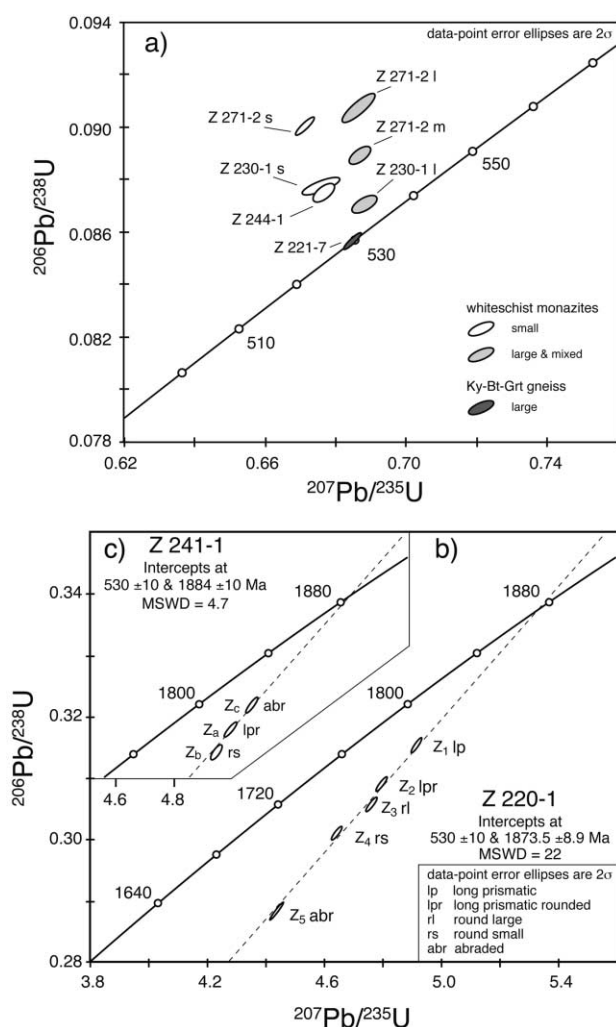 a)
data-point error ellipses are 2σ
0.094
0.090
0.086
0.082
0.078
²⁰⁶Pb/²³⁸U
Z 271-2 l
Z 271-2 s
Z 271-2 m
Z 230-1 s
Z 230-1 l
Z 244-1
Z 221-7
550
530
510
whiteschist monazites
small
large & mixed
Ky-Bt-Grt gneiss
large
0.62
0.66
0.70
0.74
²⁰⁷Pb/²³⁵U
c)
Z 241-1
Intercepts at
530 ±10 & 1884 ±10 Ma
MSWD = 4.7
1880
1800
Zc abr
Za lpr
Zb rs
4.6
4.8
b)
1880
1800
1720
1640
Z₁ lp
Z₂ lpr
Z₃ rl
Z₄ rs
Z₅ abr
Z 220-1
Intercepts at
530 ±10 & 1873.5 ±8.9 Ma
MSWD = 22
data-point error ellipses are 2σ
lp long prismatic
lpr long prismatic rounded
rl round large
rs round small
abr abraded
0.34
0.32
0.30
0.28
²⁰⁶Pb/²³⁸U
3.8
4.2
4.6
5.0
5.4
²⁰⁷Pb/²³⁵U